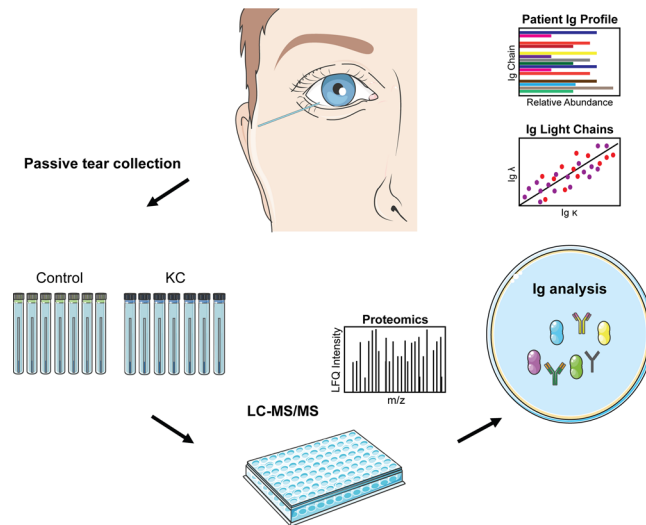 Patient Ig Profile
Ig Chain
Relative Abundance
Ig Light Chains
Ig λ
Ig κ
Passive tear collection
Control
KC
Ig analysis
Proteomics
LFQ Intensity
m/z
LC-MS/MS